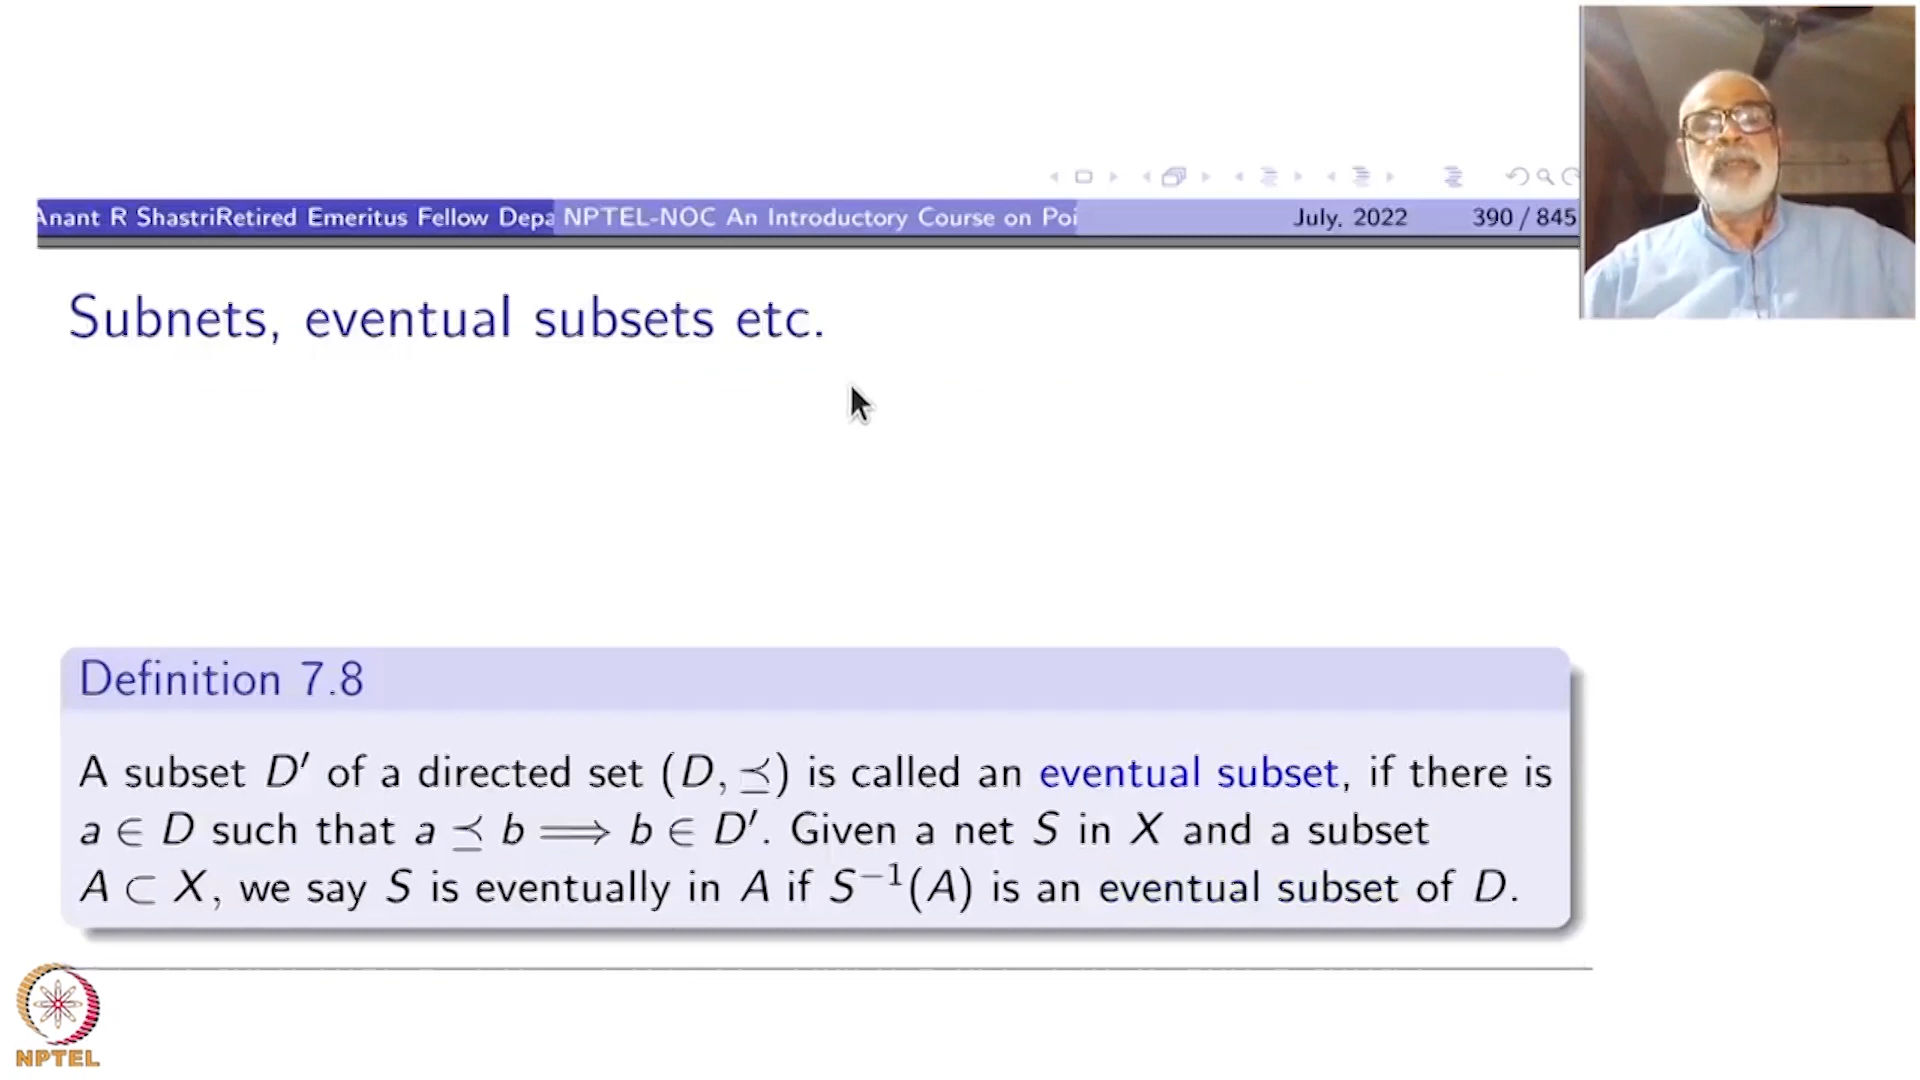 Anant R ShastriRetired Emeritus Fellow Depa NPTEL-NOC An Introductory Course on Poi July, 2022 390 / 845
Subnets, eventual subsets etc.
Definition 7.8
A subset D′ of a directed set (D, ⪯) is called an eventual subset, if there is
a ∈ D such that a ⪯ b ⟹ b ∈ D′. Given a net S in X and a subset
A ⊂ X, we say S is eventually in A if S⁻¹(A) is an eventual subset of D.
NPTEL